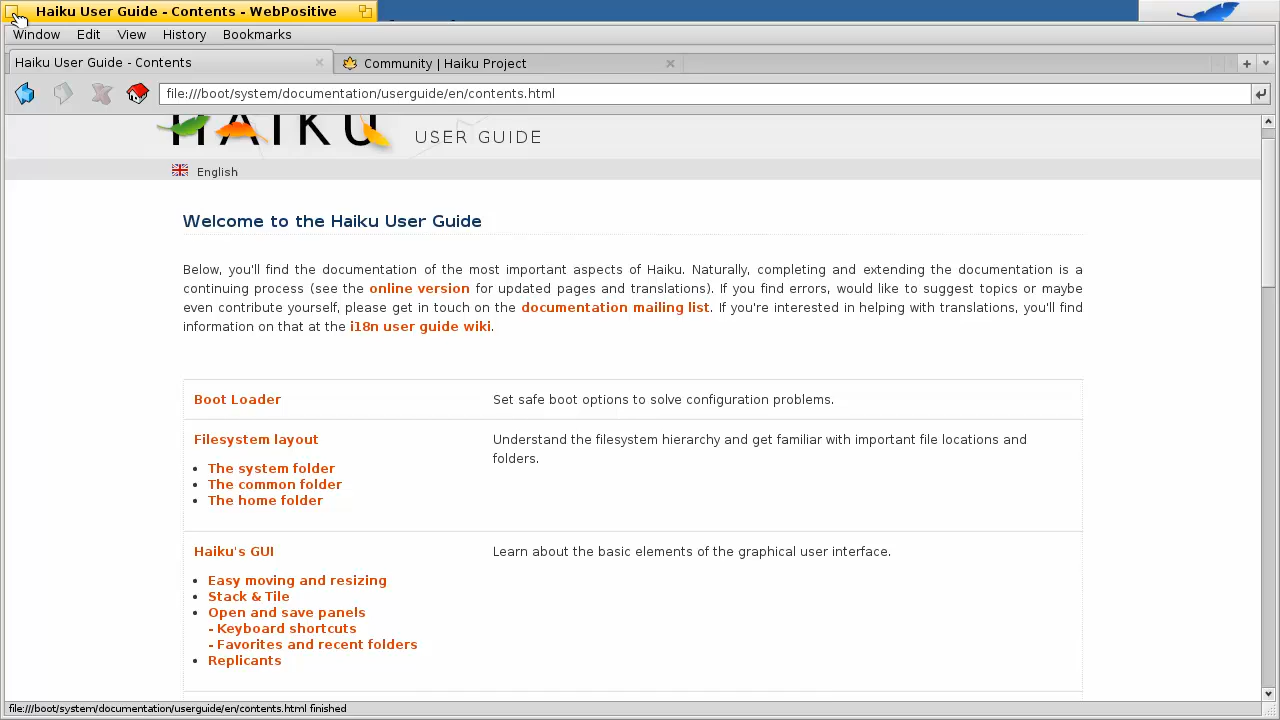 Haiku User Guide - Contents - WebPositive
Window Edit View History Bookmarks
Haiku User Guide - Contents
Community | Haiku Project
file:///boot/system/documentation/userguide/en/contents.html
HAIKU USER GUIDE
English
Welcome to the Haiku User Guide
Below, you'll find the documentation of the most important aspects of Haiku. Naturally, completing and extending the documentation is a
continuing process (see the online version for updated pages and translations). If you find errors, would like to suggest topics or maybe
even contribute yourself, please get in touch on the documentation mailing list. If you're interested in helping with translations, you'll find
information on that at the i18n user guide wiki.
Boot Loader
Set safe boot options to solve configuration problems.
Filesystem layout
• The system folder
• The common folder
• The home folder
Understand the filesystem hierarchy and get familiar with important file locations and
folders.
Haiku's GUI
• Easy moving and resizing
• Stack & Tile
• Open and save panels
- Keyboard shortcuts
- Favorites and recent folders
• Replicants
Learn about the basic elements of the graphical user interface.
file:///boot/system/documentation/userguide/en/contents.html finished